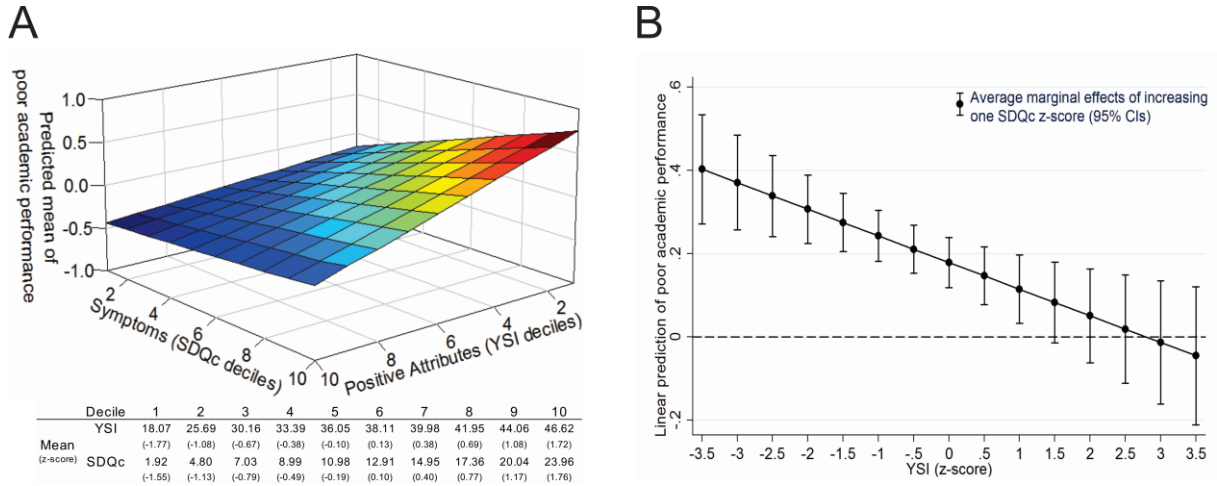 A
Predicted mean of
poor academic performance
1.0
0.5
0.0
-0.5
-1.0
2
4
6
8
10
Symptoms (SDQc deciles)
10
8
6
4
2
Positive Attributes (YSI deciles)
Decile 1 2 3 4 5 6 7 8 9 10
YSI 18.07 25.69 30.16 33.39 36.05 38.11 39.98 41.95 44.06 46.62
Mean (-1.77) (-1.08) (-0.67) (-0.38) (-0.10) (0.13) (0.38) (0.69) (1.08) (1.72)
(z-score) SDQc 1.92 4.80 7.03 8.99 10.98 12.91 14.95 17.36 20.04 23.96
(-1.55) (-1.13) (-0.79) (-0.49) (-0.19) (0.10) (0.40) (0.77) (1.17) (1.76)
B
Linear prediction of poor academic performance
.6
.4
.2
0
-.2
Average marginal effects of increasing
one SDQc z-score (95% CIs)
-3.5 -3 -2.5 -2 -1.5 -1 -.5 0 .5 1 1.5 2 2.5 3 3.5
YSI (z-score)